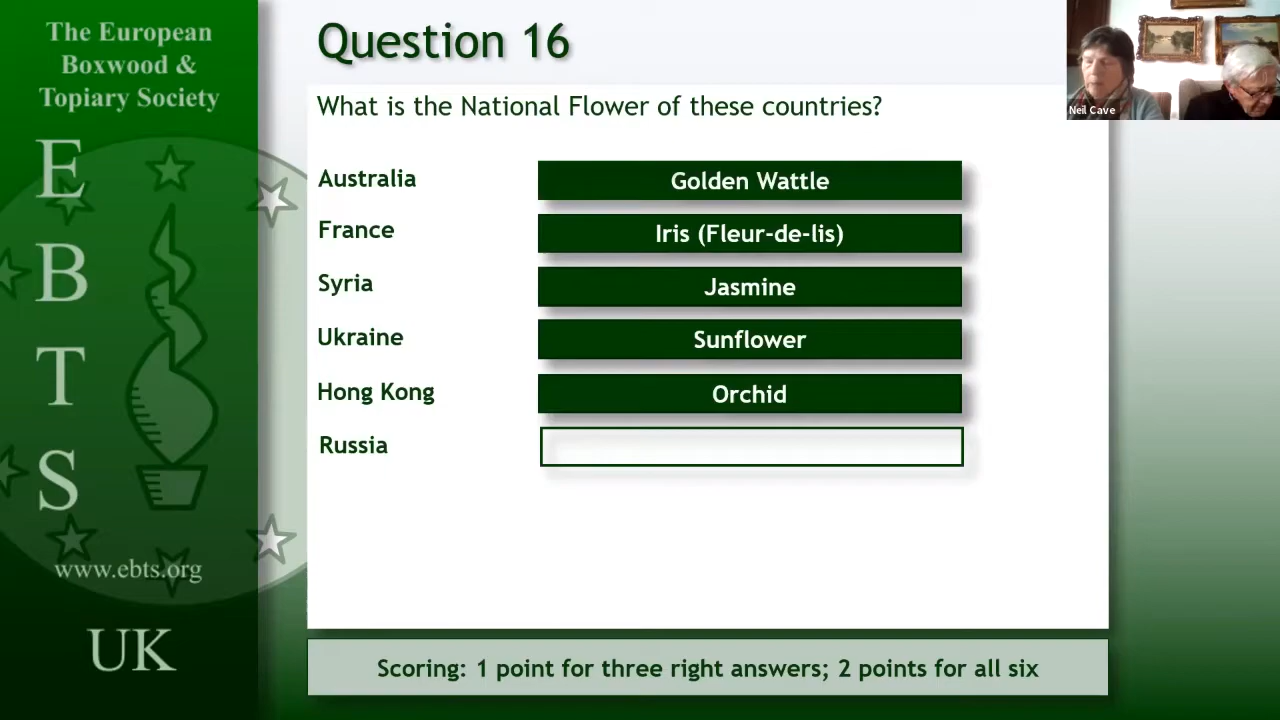 The European
Boxwood &
Topiary Society
E
B
T
S
www.ebts.org
UK
Question 16
What is the National Flower of these countries?
Australia Golden Wattle
France Iris (Fleur-de-lis)
Syria Jasmine
Ukraine Sunflower
Hong Kong Orchid
Russia
Scoring: 1 point for three right answers; 2 points for all six
Neil Cave